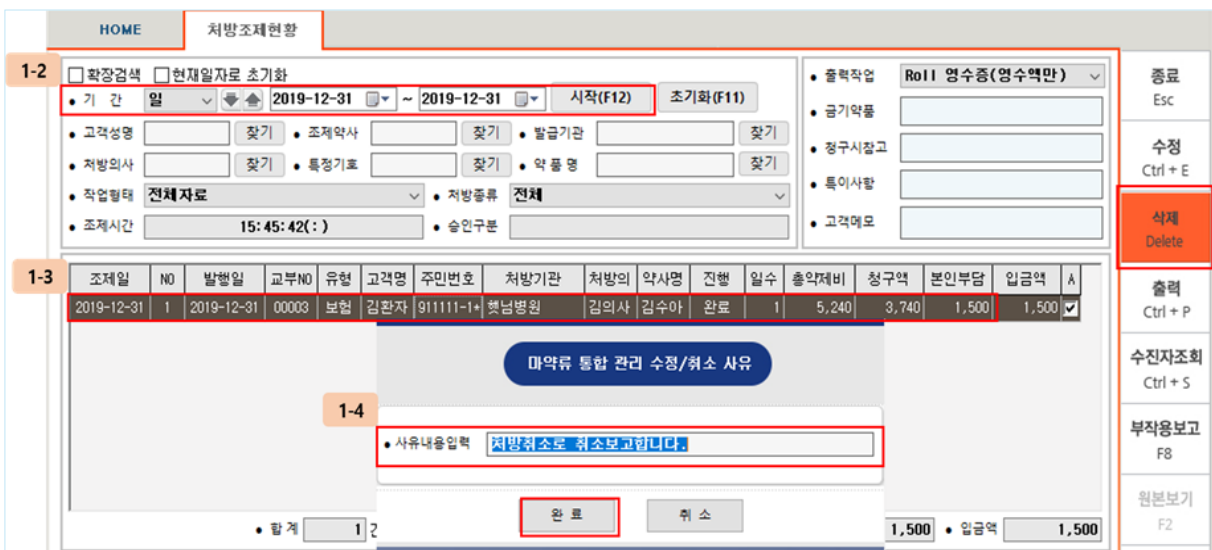 HOME 처방조제현황
1-2
확장검색 현재일자로 초기화
• 기 간 일 2019-12-31 ~ 2019-12-31 시작(F12) 초기화(F11)
• 고객성명 찾기 • 조제약사 찾기 • 발급기관 찾기
• 처방의사 찾기 • 특정기호 찾기 • 약 품 명 찾기
• 작업형태 전체자료 • 처방종류 전체
• 조제시간 15:45:42(:) • 승인구분
• 출력작업 Roll 영수증(영수액만)
• 금기약품
• 청구시참고
• 특이사항
• 고객메모
종료
Esc
수정
Ctrl + E
삭제
Delete
출력
Ctrl + P
수진자조회
Ctrl + S
부작용보고
F8
원본보기
F2
1-3
조제일 NO 발행일 교부NO 유형 고객명 주민번호 처방기관 처방의 약사명 진행 일수 총약제비 청구액 본인부담 입금액 A
2019-12-31 1 2019-12-31 00003 보험 김환자 911111-1* 햇님병원 김의사 김수아 완료 1 5,240 3,740 1,500 1,500
마약류 통합 관리 수정/취소 사유
1-4
• 사유내용입력 처방취소로 취소보고합니다.
완 료 취 소
• 합 계 1 1,500 • 입금액 1,500